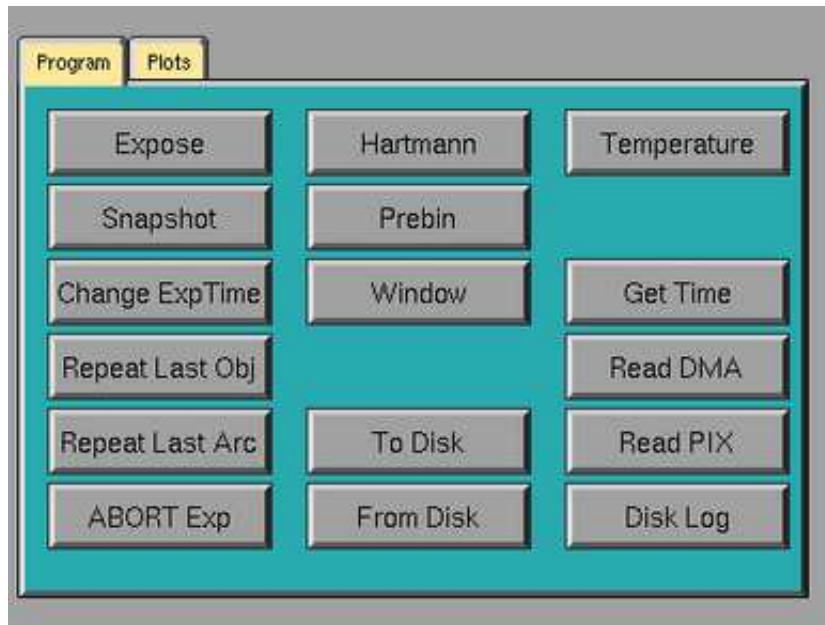 Program Plots
Expose Hartmann Temperature
Snapshot Prebin
Change ExpTime Window Get Time
Repeat Last Obj Read DMA
Repeat Last Arc To Disk Read PIX
ABORT Exp From Disk Disk Log